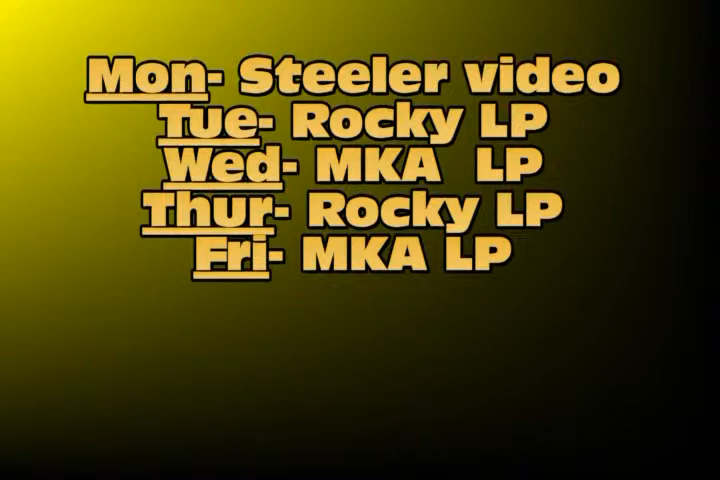 Mon- Steeler video
Tue- Rocky LP
Wed- MKA  LP
Thur- Rocky LP
Fri- MKA LP